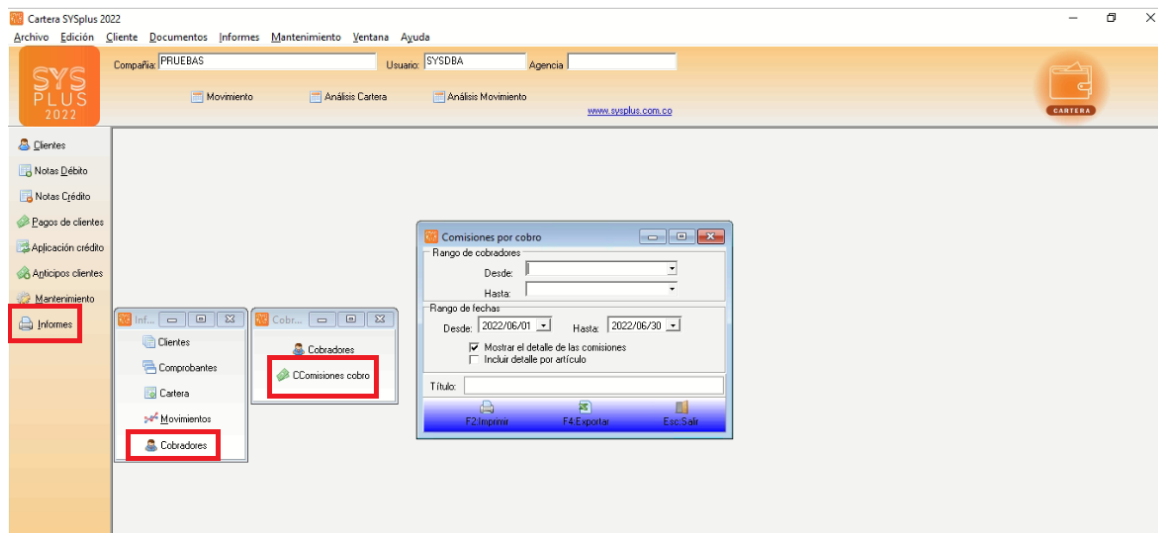 Cartera SYSplus 2022
Archivo Edición Cliente Documentos Informes Mantenimiento Ventana Ayuda
SYS
PLUS
2022
Compañía: PRUEBAS Usuario: SYSDBA Agencia
Movimiento Análisis Cartera Análisis Movimiento
www.sysplus.com.co
CARTERA
Clientes
Notas Débito
Notas Crédito
Pagos de clientes
Aplicación crédito
Anticipos clientes
Mantenimiento
Informes
Inf...
Clientes
Comprobantes
Cartera
Movimientos
Cobradores
Cobr...
Cobradores
CComisiones cobro
Comisiones por cobro
Rango de cobradores
Desde:
Hasta:
Rango de fechas
Desde: 2022/06/01 Hasta: 2022/06/30
Mostrar el detalle de las comisiones
Incluir detalle por artículo
Título:
F2:Imprimir F4:Exportar Esc:Salir